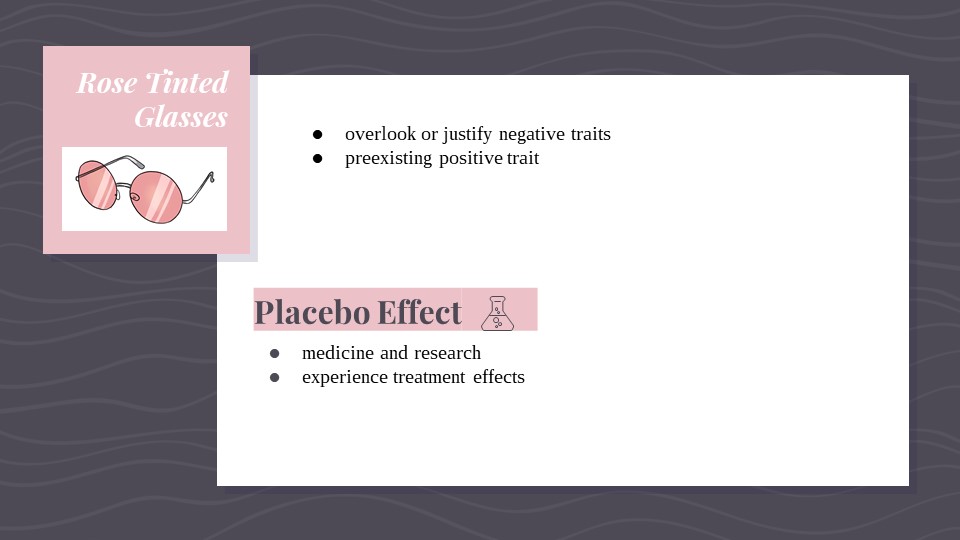 Rose Tinted
Glasses
● overlook or justify negative traits
● preexisting positive trait
Placebo Effect
● medicine and research
● experience treatment effects